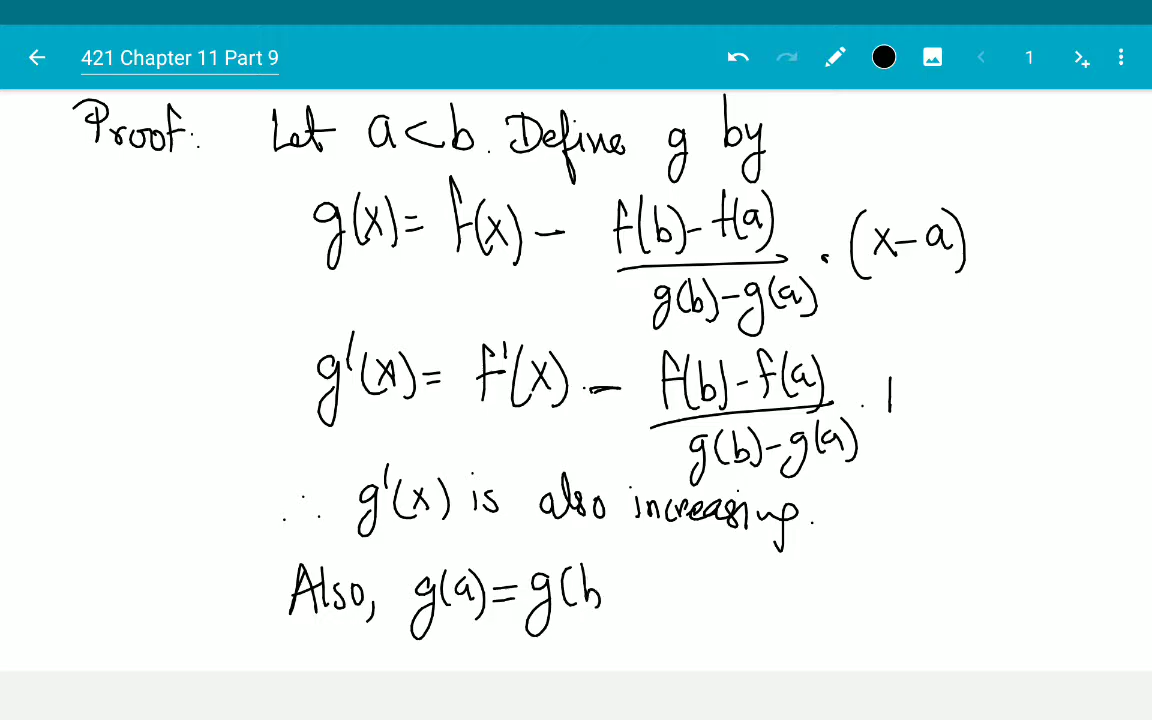 421 Chapter 11 Part 9
1
Proof: Let a<b. Define g by
g(x)= f(x) - f(b)-f(a) / g(b)-g(a) · (x-a)
g'(x)= f'(x) - f(b)-f(a) / g(b)-g(a) · 1
∴ g'(x) is also increasing.
Also, g(a)=g(b